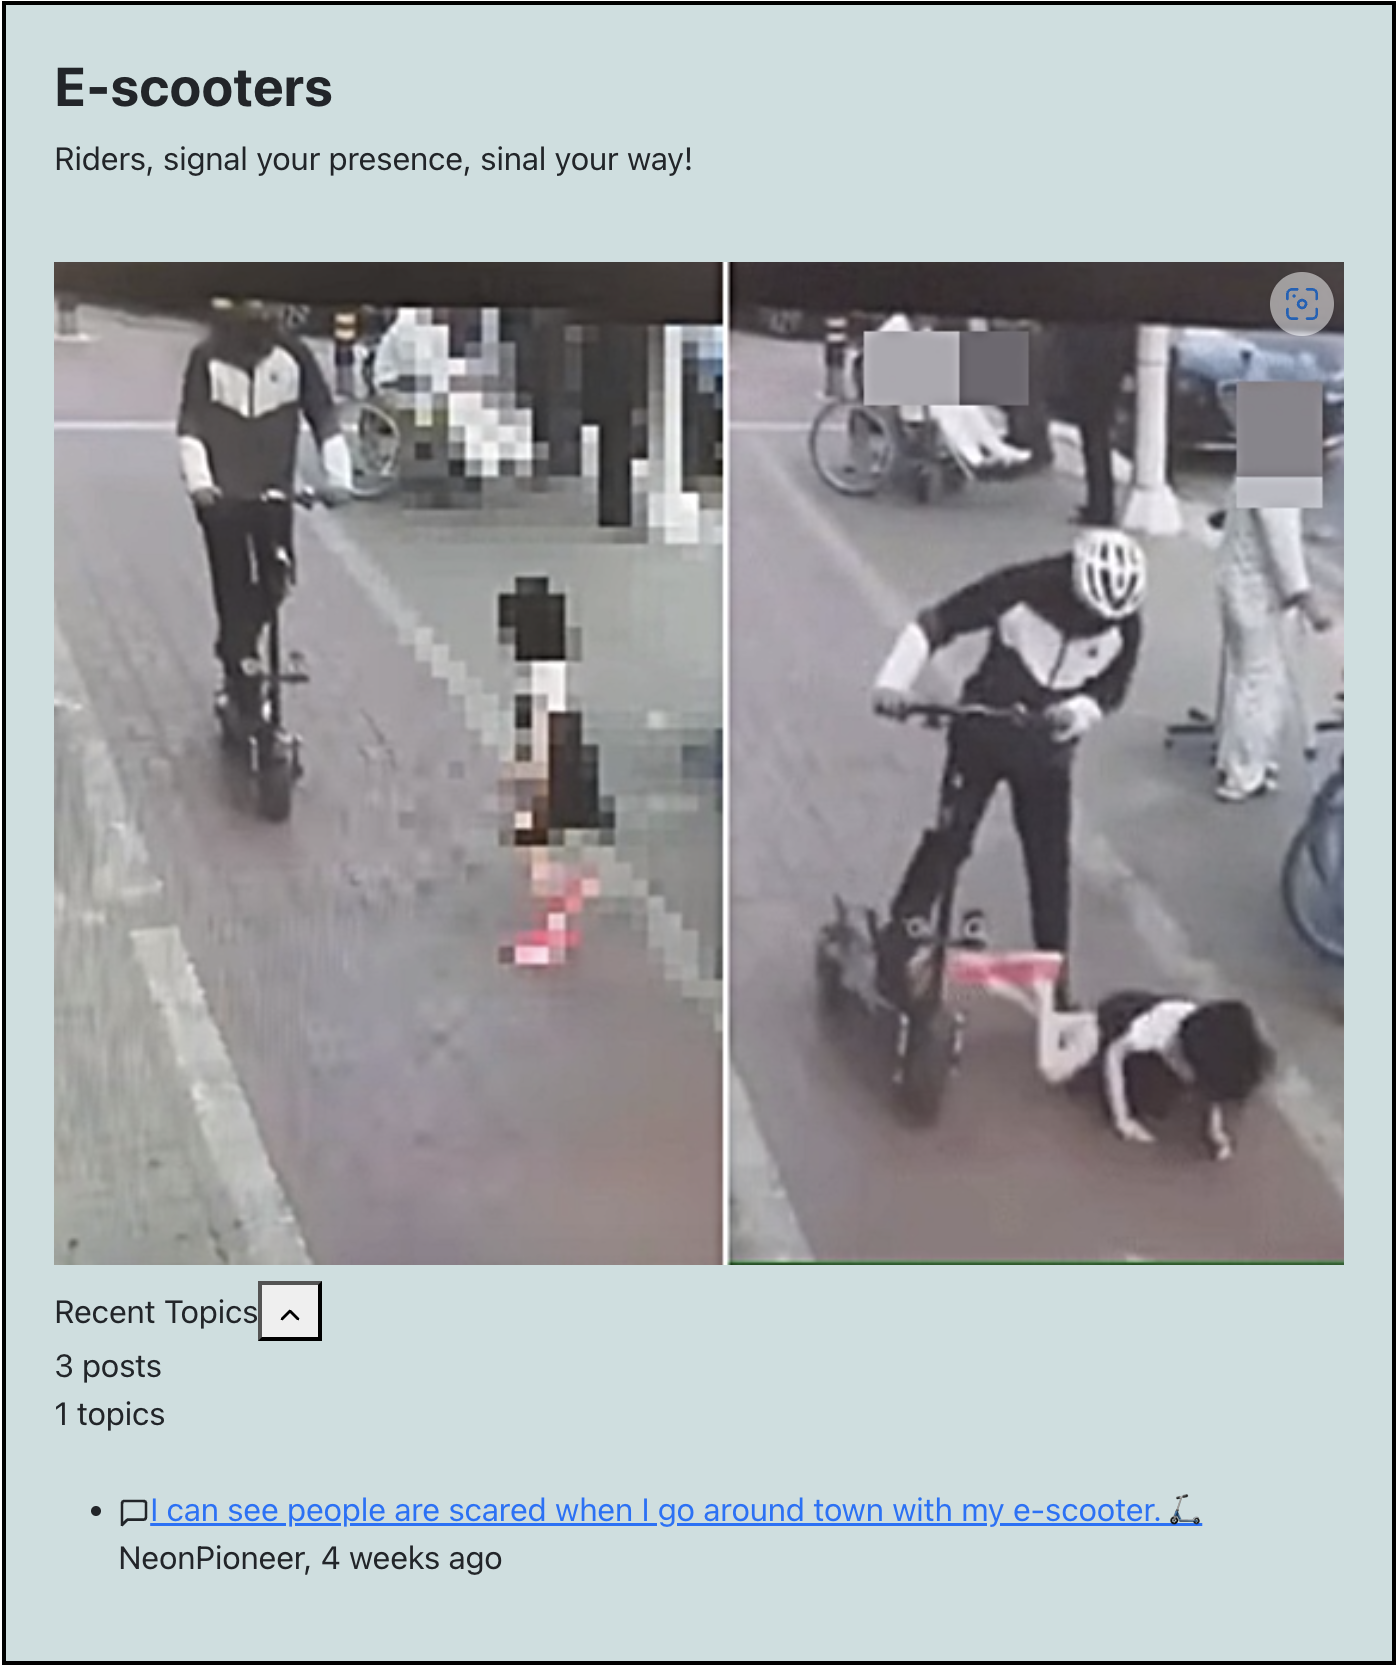 E-scooters
Riders, signal your presence, sinal your way!
Recent Topics
3 posts
1 topics
I can see people are scared when I go around town with my e-scooter. 🛴
NeonPioneer, 4 weeks ago